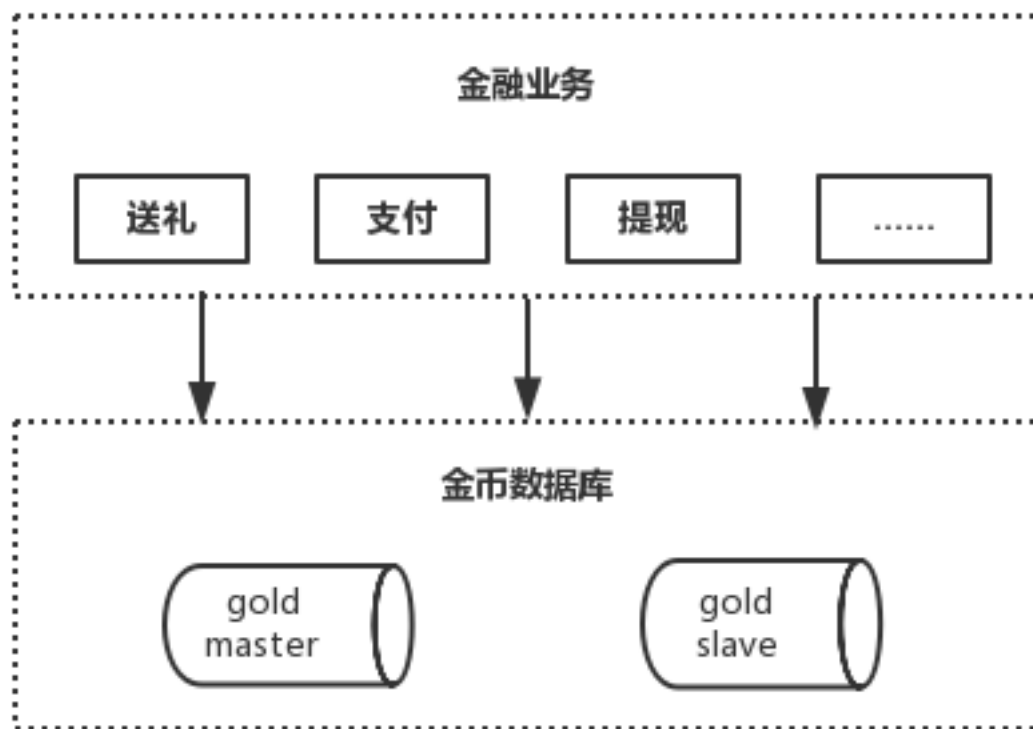 金融业务
送礼
支付
提现
......
金币数据库
gold
master
gold
slave